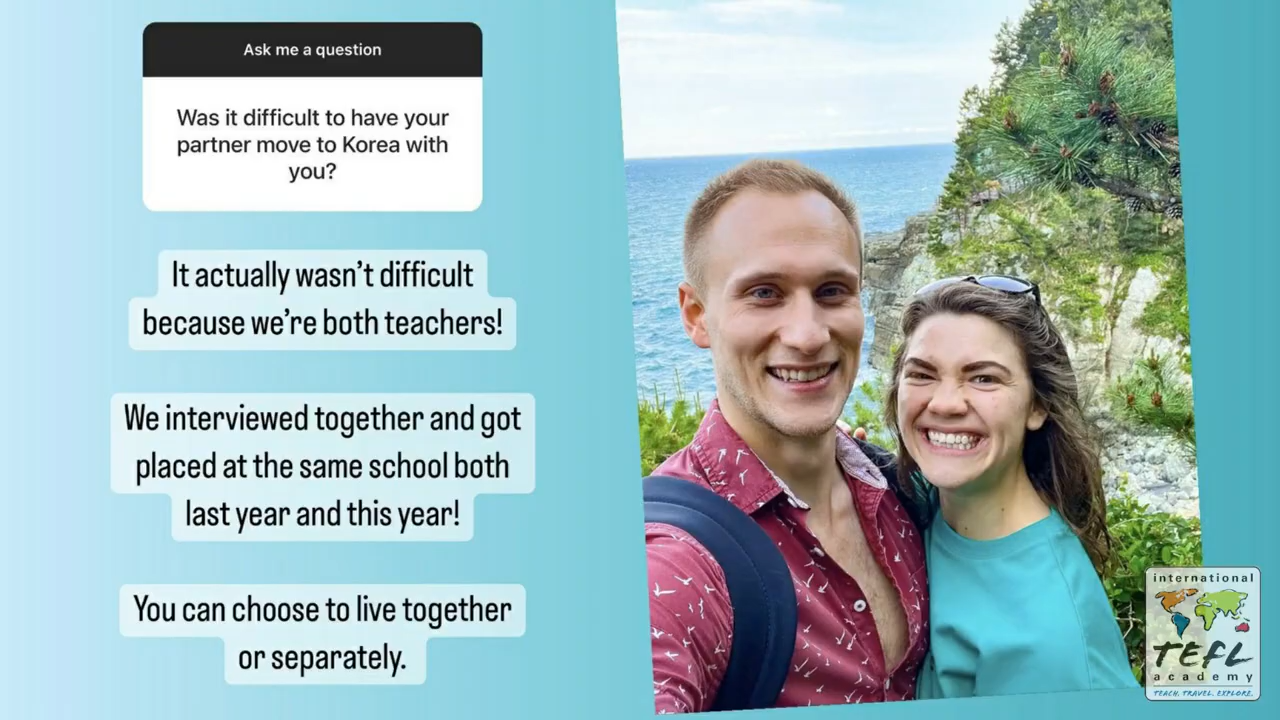 Ask me a question
Was it difficult to have your
partner move to Korea with
you?
It actually wasn't difficult
because we're both teachers!
We interviewed together and got
placed at the same school both
last year and this year!
You can choose to live together
or separately.
international
TEFL
academy
TEACH. TRAVEL. EXPLORE.